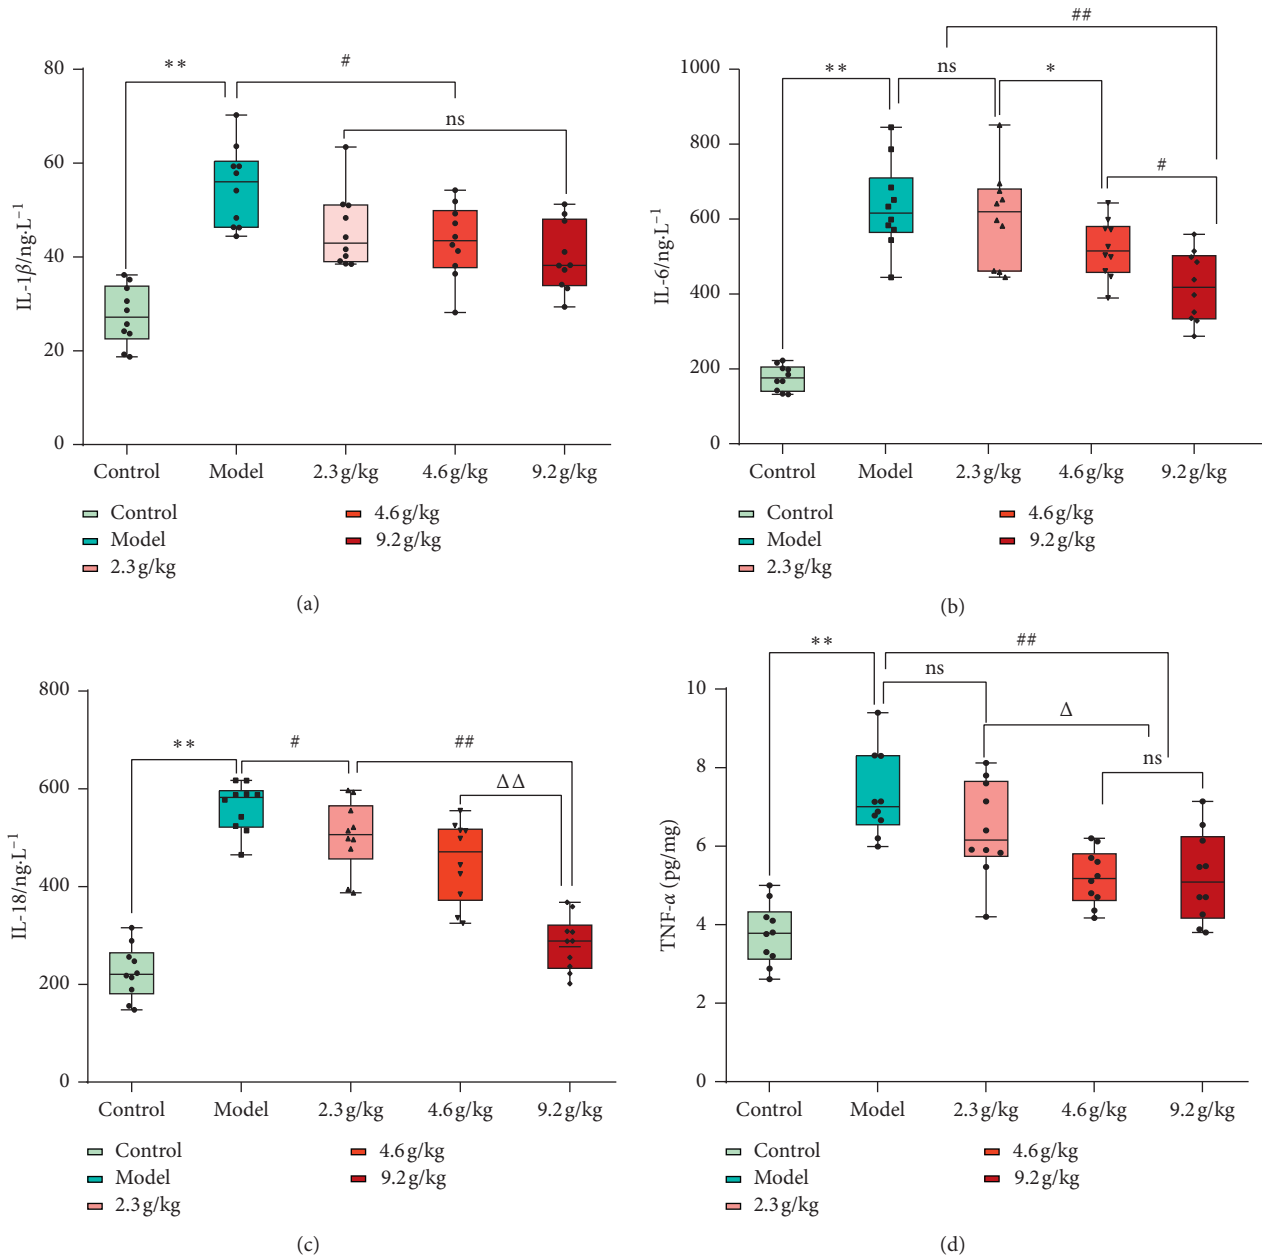 ** # ns
IL-1β/ng·L⁻¹
80
60
40
20
0
Control Model 2.3 g/kg 4.6 g/kg 9.2 g/kg
Control 4.6 g/kg
Model 9.2 g/kg
2.3 g/kg
(a)
##
** ns * #
IL-6/ng·L⁻¹
1000
800
600
400
200
0
Control Model 2.3 g/kg 4.6 g/kg 9.2 g/kg
Control 4.6 g/kg
Model 9.2 g/kg
2.3 g/kg
(b)
** # ##
ΔΔ
IL-18/ng·L⁻¹
800
600
400
200
0
Control Model 2.3 g/kg 4.6 g/kg 9.2 g/kg
Control 4.6 g/kg
Model 9.2 g/kg
2.3 g/kg
(c)
** ##
ns
Δ
ns
TNF-α (pg/mg)
10
8
6
4
2
0
Control Model 2.3 g/kg 4.6 g/kg 9.2 g/kg
Control 4.6 g/kg
Model 9.2 g/kg
2.3 g/kg
(d)